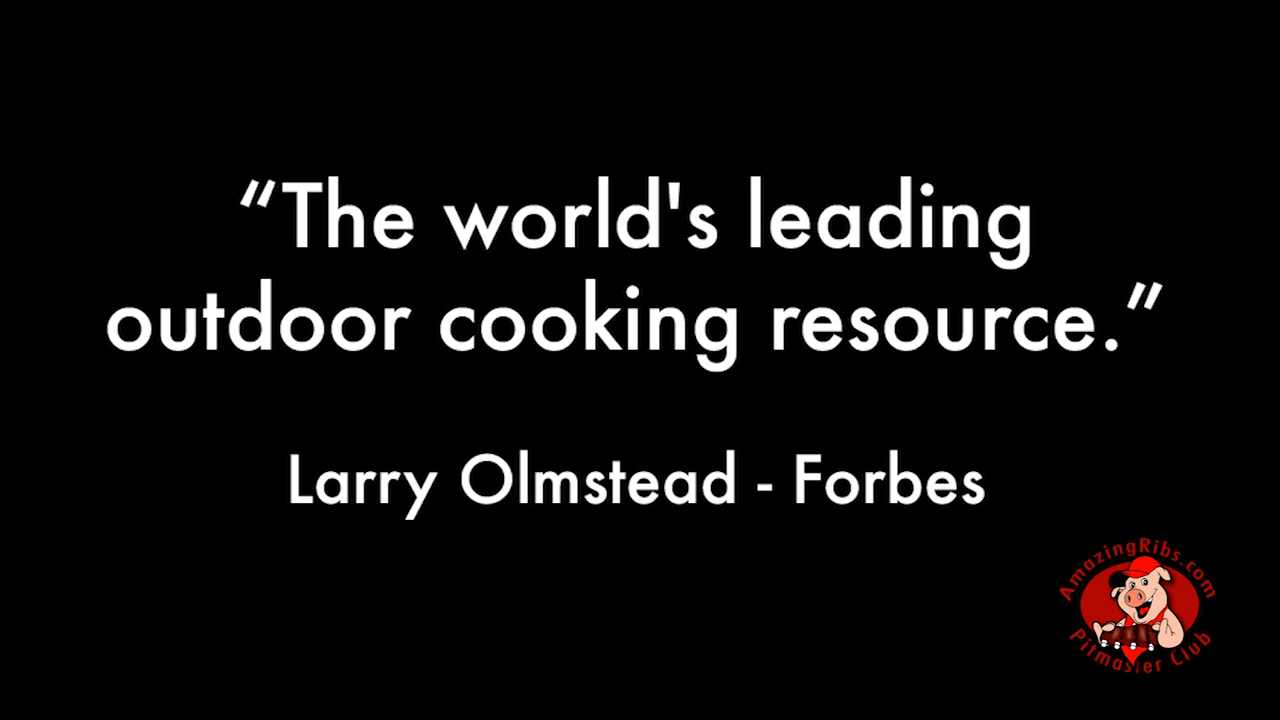 “The world's leading
outdoor cooking resource.”
Larry Olmstead - Forbes
AmazingRibs.com
Pitmaster Club